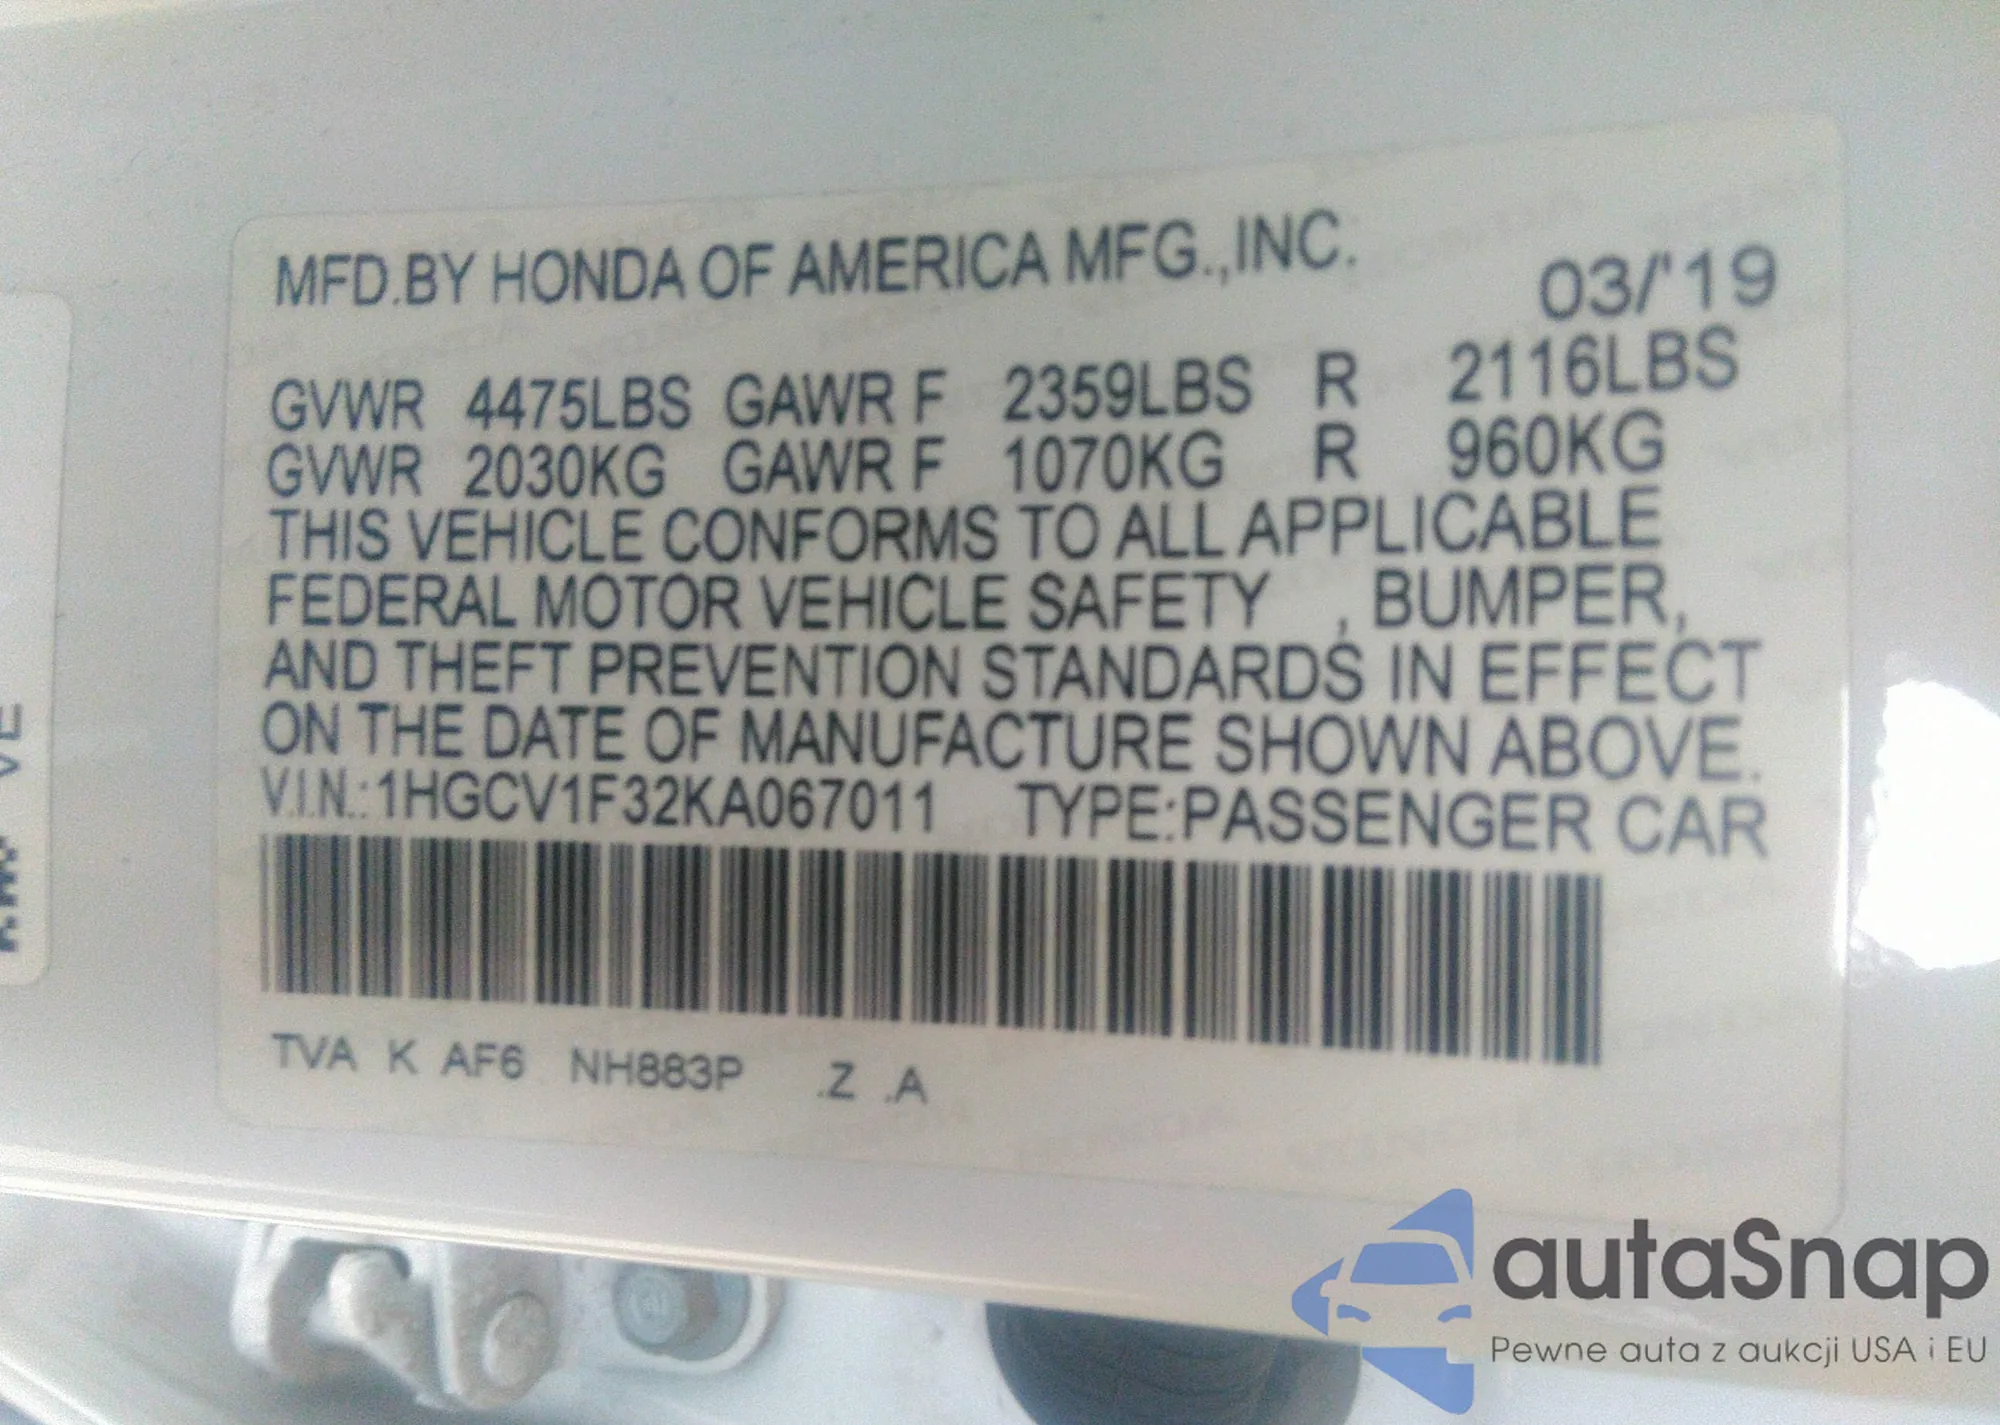 MFD.BY HONDA OF AMERICA MFG.,INC.
03/'19
GVWR 4475LBS GAWR F 2359LBS R 2116LBS
GVWR 2030KG GAWR F 1070KG R 960KG
THIS VEHICLE CONFORMS TO ALL APPLICABLE
FEDERAL MOTOR VEHICLE SAFETY , BUMPER,
AND THEFT PREVENTION STANDARDS IN EFFECT
ON THE DATE OF MANUFACTURE SHOWN ABOVE.
V.I.N.:1HGCV1F32KA067011 TYPE:PASSENGER CAR
TVA K AF6 NH883P .Z .A
VE
autaSnap
Pewne auta z aukcji USA i EU